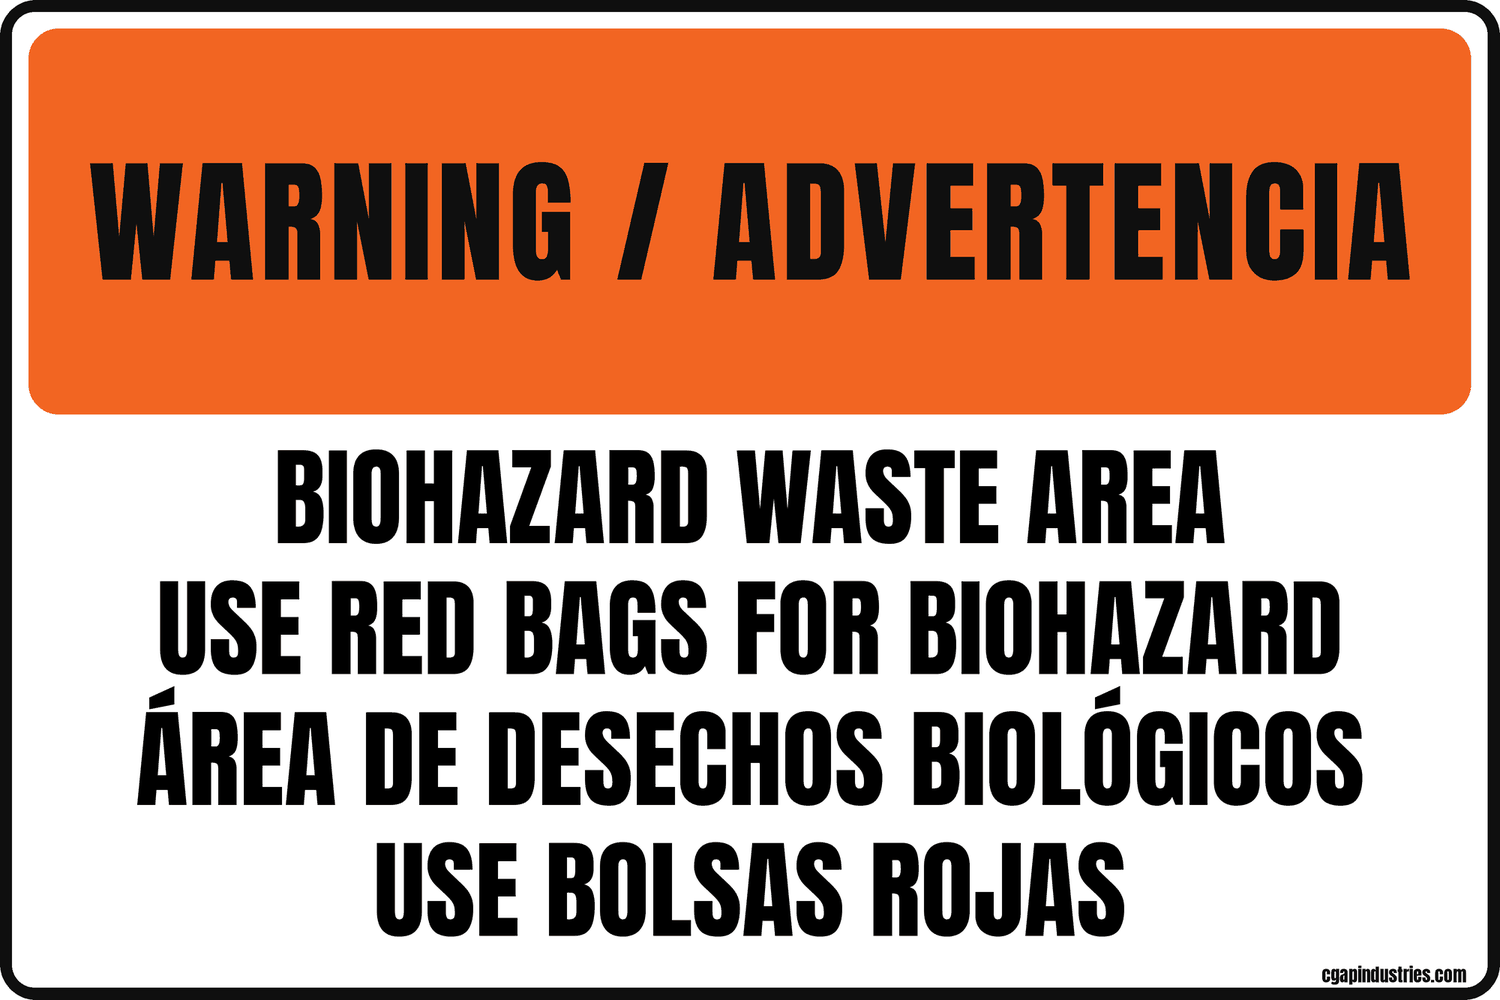 WARNING / ADVERTENCIA
BIOHAZARD WASTE AREA
USE RED BAGS FOR BIOHAZARD
ÁREA DE DESECHOS BIOLÓGICOS
USE BOLSAS ROJAS
cgapindustries.com